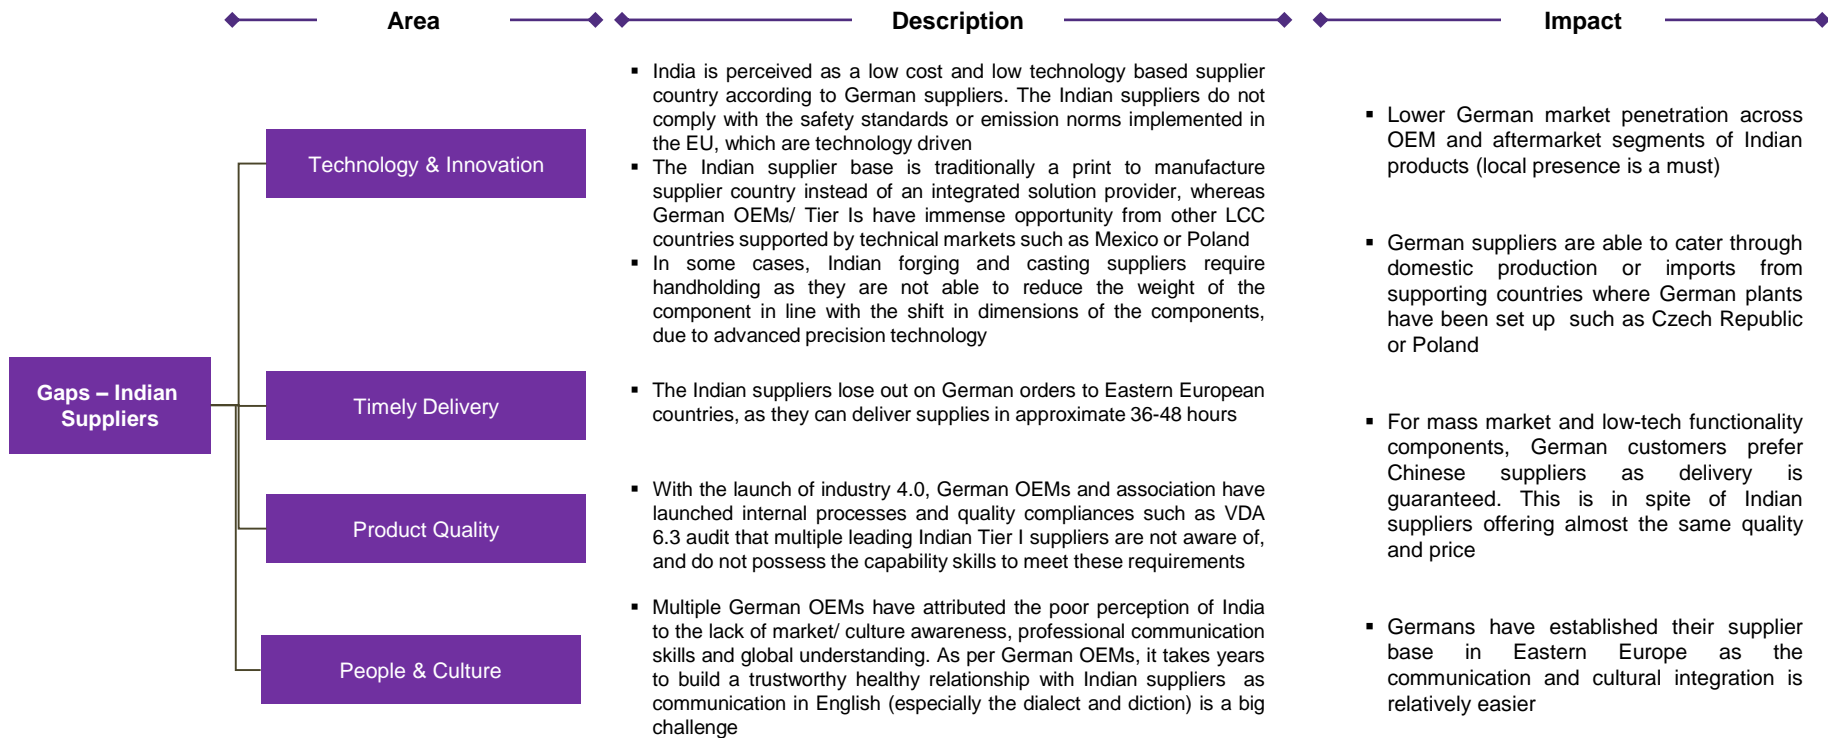 Area
Description
Impact
Gaps – Indian
Suppliers
Technology & Innovation
▪ India is perceived as a low cost and low technology based supplier
country according to German suppliers. The Indian suppliers do not
comply with the safety standards or emission norms implemented in
the EU, which are technology driven
▪ The Indian supplier base is traditionally a print to manufacture
supplier country instead of an integrated solution provider, whereas
German OEMs/ Tier Is have immense opportunity from other LCC
countries supported by technical markets such as Mexico or Poland
▪ In some cases, Indian forging and casting suppliers require
handholding as they are not able to reduce the weight of the
component in line with the shift in dimensions of the components,
due to advanced precision technology
Timely Delivery
▪ The Indian suppliers lose out on German orders to Eastern European
countries, as they can deliver supplies in approximate 36-48 hours
Product Quality
▪ With the launch of industry 4.0, German OEMs and association have
launched internal processes and quality compliances such as VDA
6.3 audit that multiple leading Indian Tier I suppliers are not aware of,
and do not possess the capability skills to meet these requirements
People & Culture
▪ Multiple German OEMs have attributed the poor perception of India
to the lack of market/ culture awareness, professional communication
skills and global understanding. As per German OEMs, it takes years
to build a trustworthy healthy relationship with Indian suppliers as
communication in English (especially the dialect and diction) is a big
challenge
▪ Lower German market penetration across
OEM and aftermarket segments of Indian
products (local presence is a must)
▪ German suppliers are able to cater through
domestic production or imports from
supporting countries where German plants
have been set up such as Czech Republic
or Poland
▪ For mass market and low-tech functionality
components, German customers prefer
Chinese suppliers as delivery is
guaranteed. This is in spite of Indian
suppliers offering almost the same quality
and price
▪ Germans have established their supplier
base in Eastern Europe as the
communication and cultural integration is
relatively easier